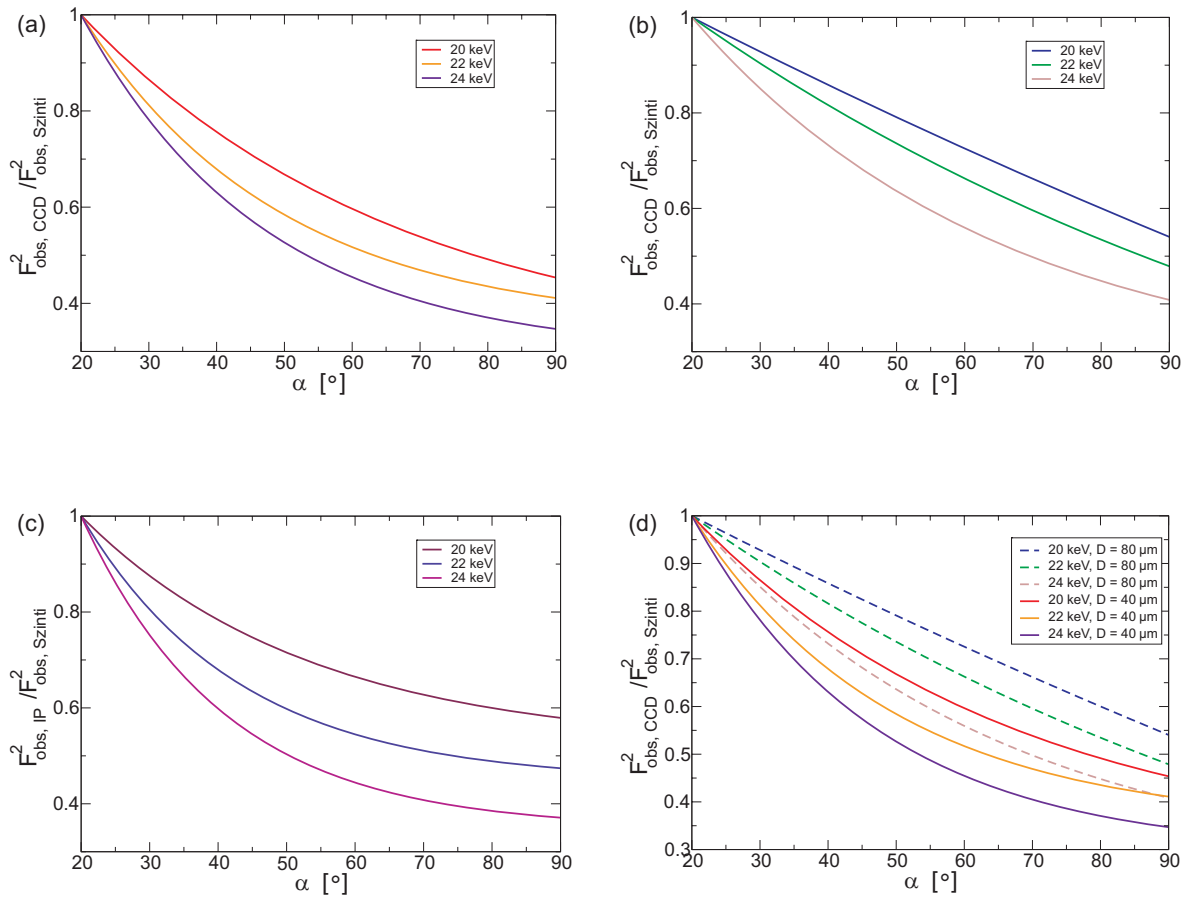 (a)
1
0.8
0.6
0.4
F²obs, CCD /F²obs, Szinti
20 keV
22 keV
24 keV
20 30 40 50 60 70 80 90
α [°]
(b)
1
0.8
0.6
0.4
F²obs, CCD /F²obs, Szinti
20 keV
22 keV
24 keV
20 30 40 50 60 70 80 90
α [°]
(c)
1
0.8
0.6
0.4
F²obs, IP /F²obs, Szinti
20 keV
22 keV
24 keV
20 30 40 50 60 70 80 90
α [°]
(d)
1
0.9
0.8
0.7
0.6
0.5
0.4
0.3
F²obs, CCD /F²obs, Szinti
20 keV, D = 80 µm
22 keV, D = 80 µm
24 keV, D = 80 µm
20 keV, D = 40 µm
22 keV, D = 40 µm
24 keV, D = 40 µm
20 30 40 50 60 70 80 90
α [°]